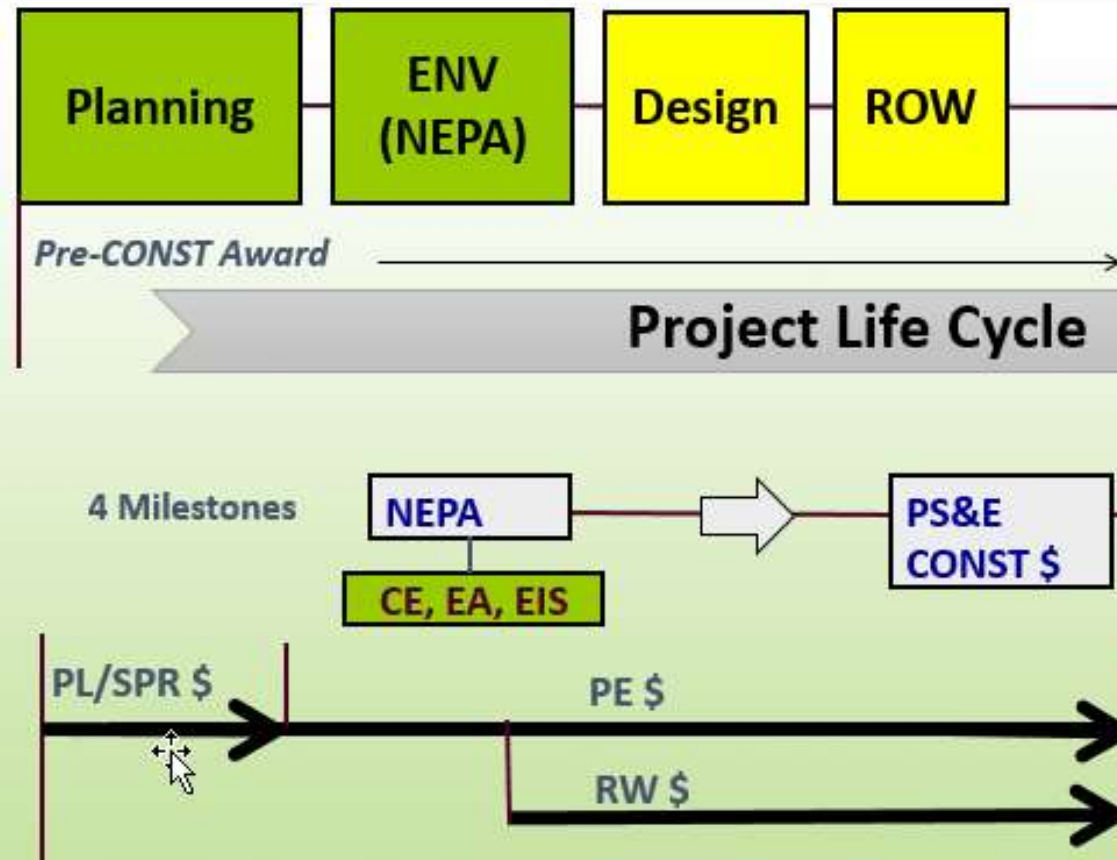 Planning
ENV
(NEPA)
Design
ROW
Pre-CONST Award
Project Life Cycle
4 Milestones
NEPA
PS&E
CONST $
CE, EA, EIS
PL/SPR $
PE $
RW $